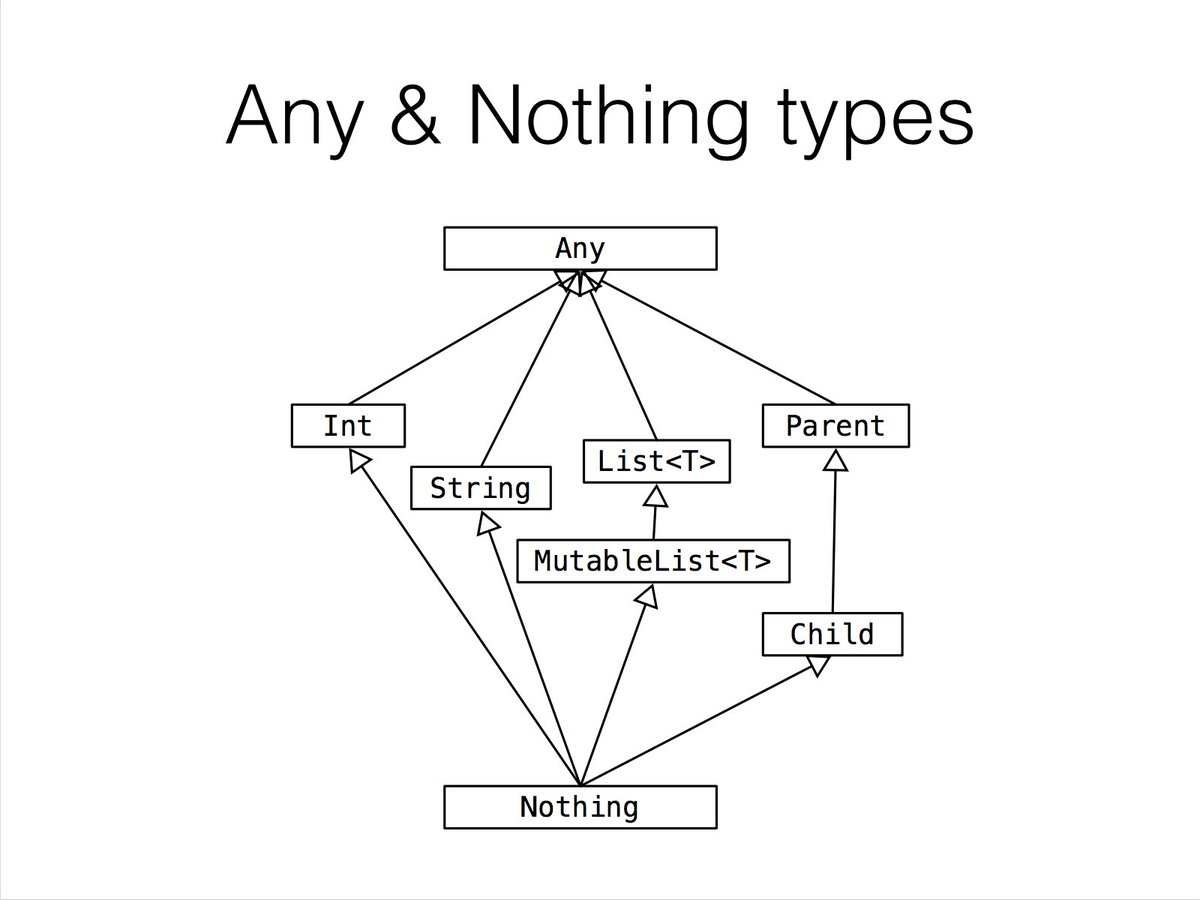 Any & Nothing types
Any
Int
Parent
List<T>
String
MutableList<T>
Child
Nothing